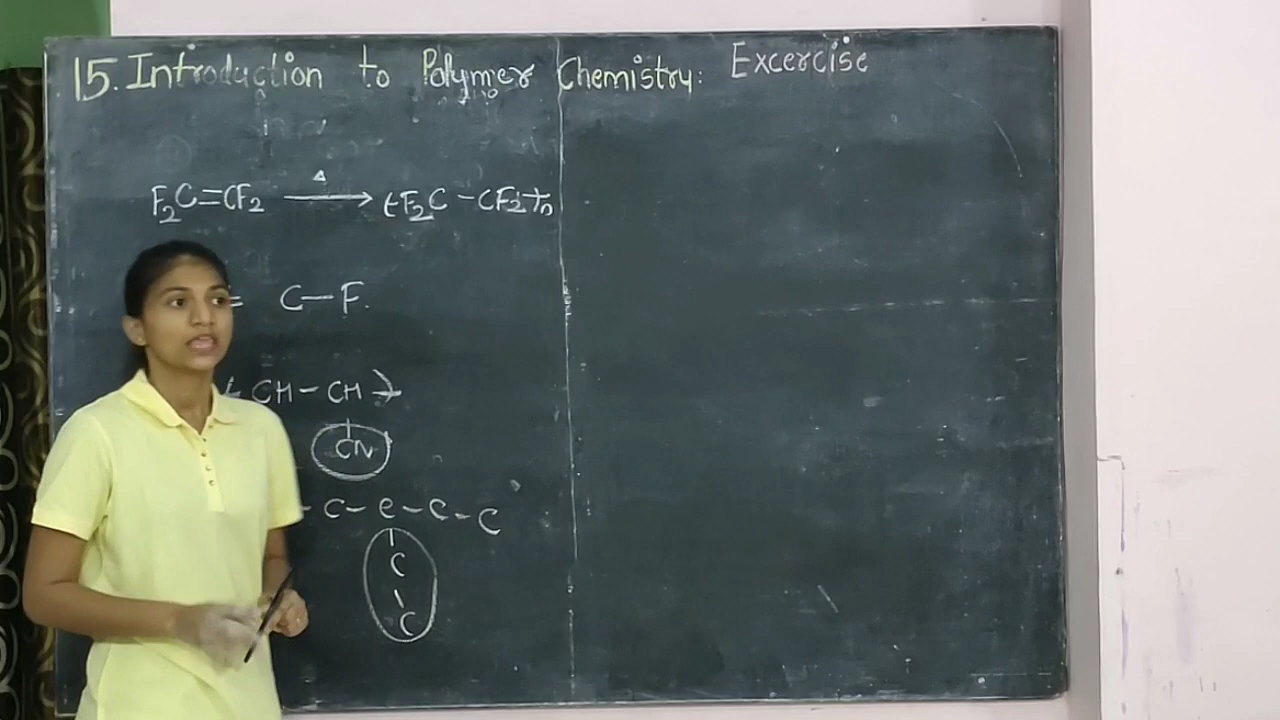 15. Introduction to Polymer Chemistry: Excercise
F₂C=CF₂ —Δ→ (F₂C-CF₂)n
= C—F.
( CH-CH )
CN
- C-C-C-C
C
C